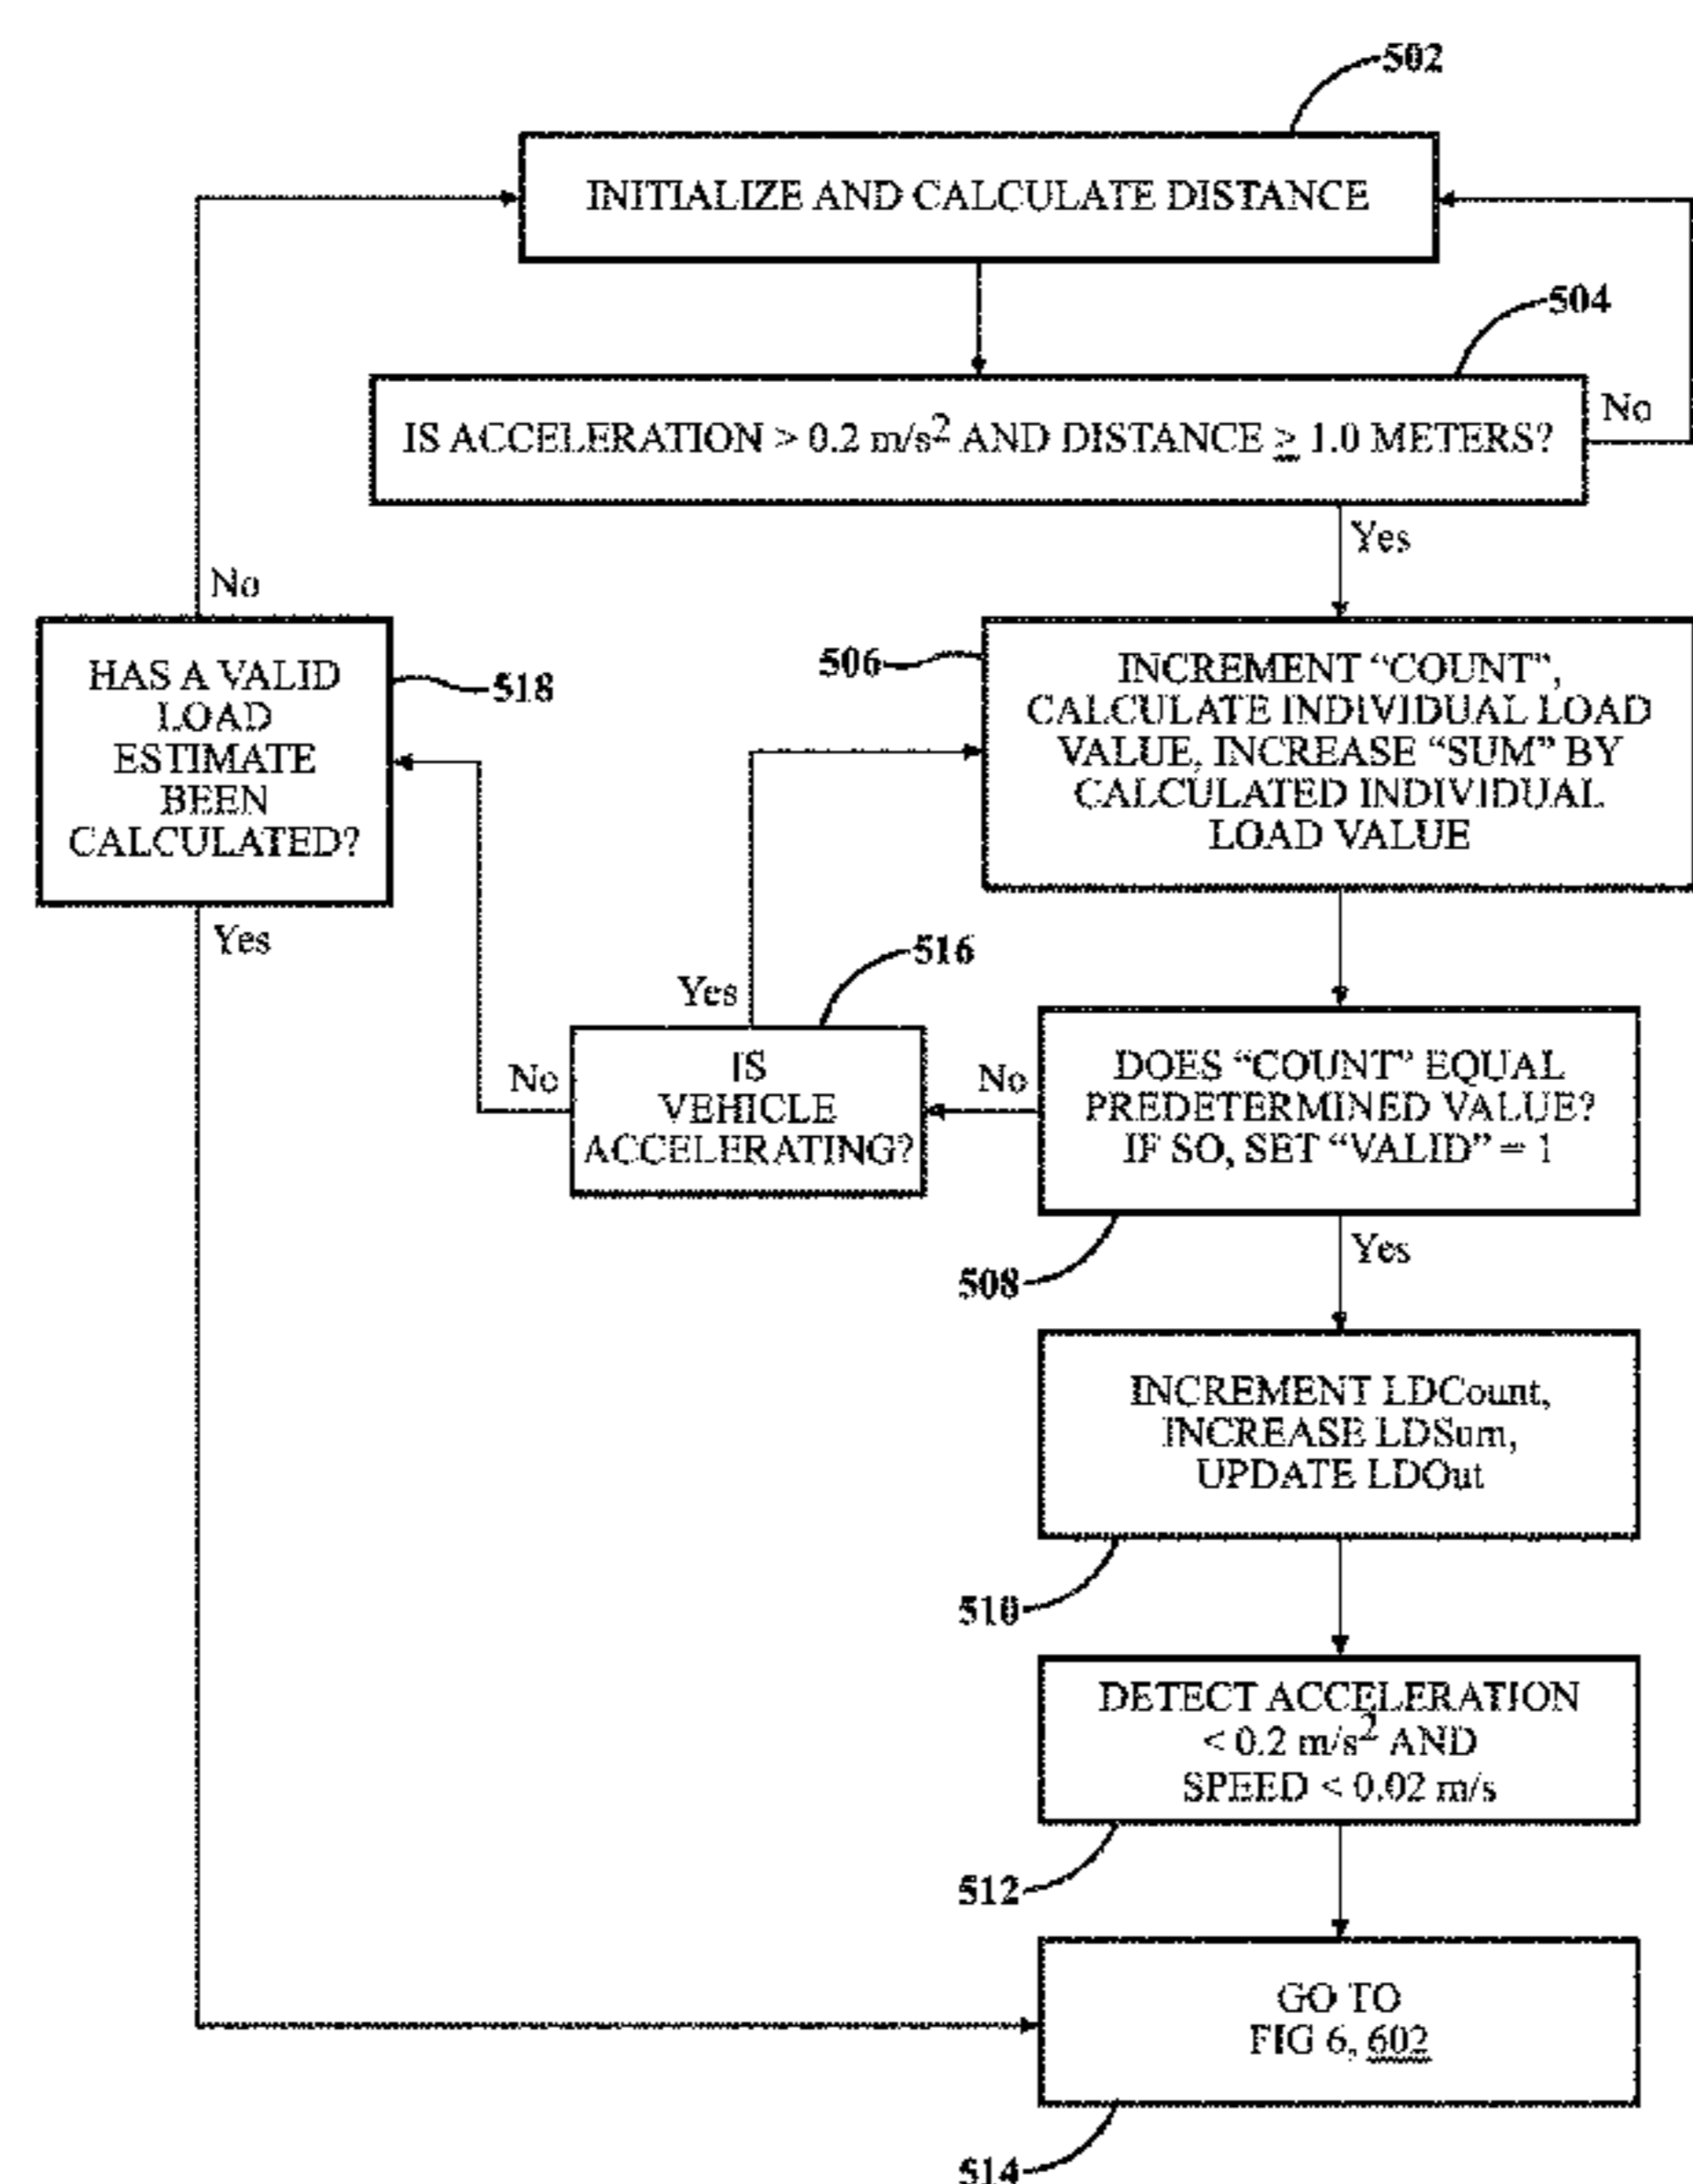 502
INITIALIZE AND CALCULATE DISTANCE
504
IS ACCELERATION > 0.2 m/s² AND DISTANCE ≥ 1.0 METERS?
No
Yes
No
HAS A VALID
LOAD
ESTIMATE
BEEN
CALCULATED?
518
Yes
506
INCREMENT “COUNT”,
CALCULATE INDIVIDUAL LOAD
VALUE, INCREASE “SUM” BY
CALCULATED INDIVIDUAL
LOAD VALUE
516
Yes
IS
VEHICLE
ACCELERATING?
No
No
DOES “COUNT” EQUAL
PREDETERMINED VALUE?
IF SO, SET “VALID” = 1
508
Yes
INCREMENT LDCount,
INCREASE LDSum,
UPDATE LDOut
510
DETECT ACCELERATION
< 0.2 m/s² AND
SPEED < 0.02 m/s
512
GO TO
FIG 6, 602
514